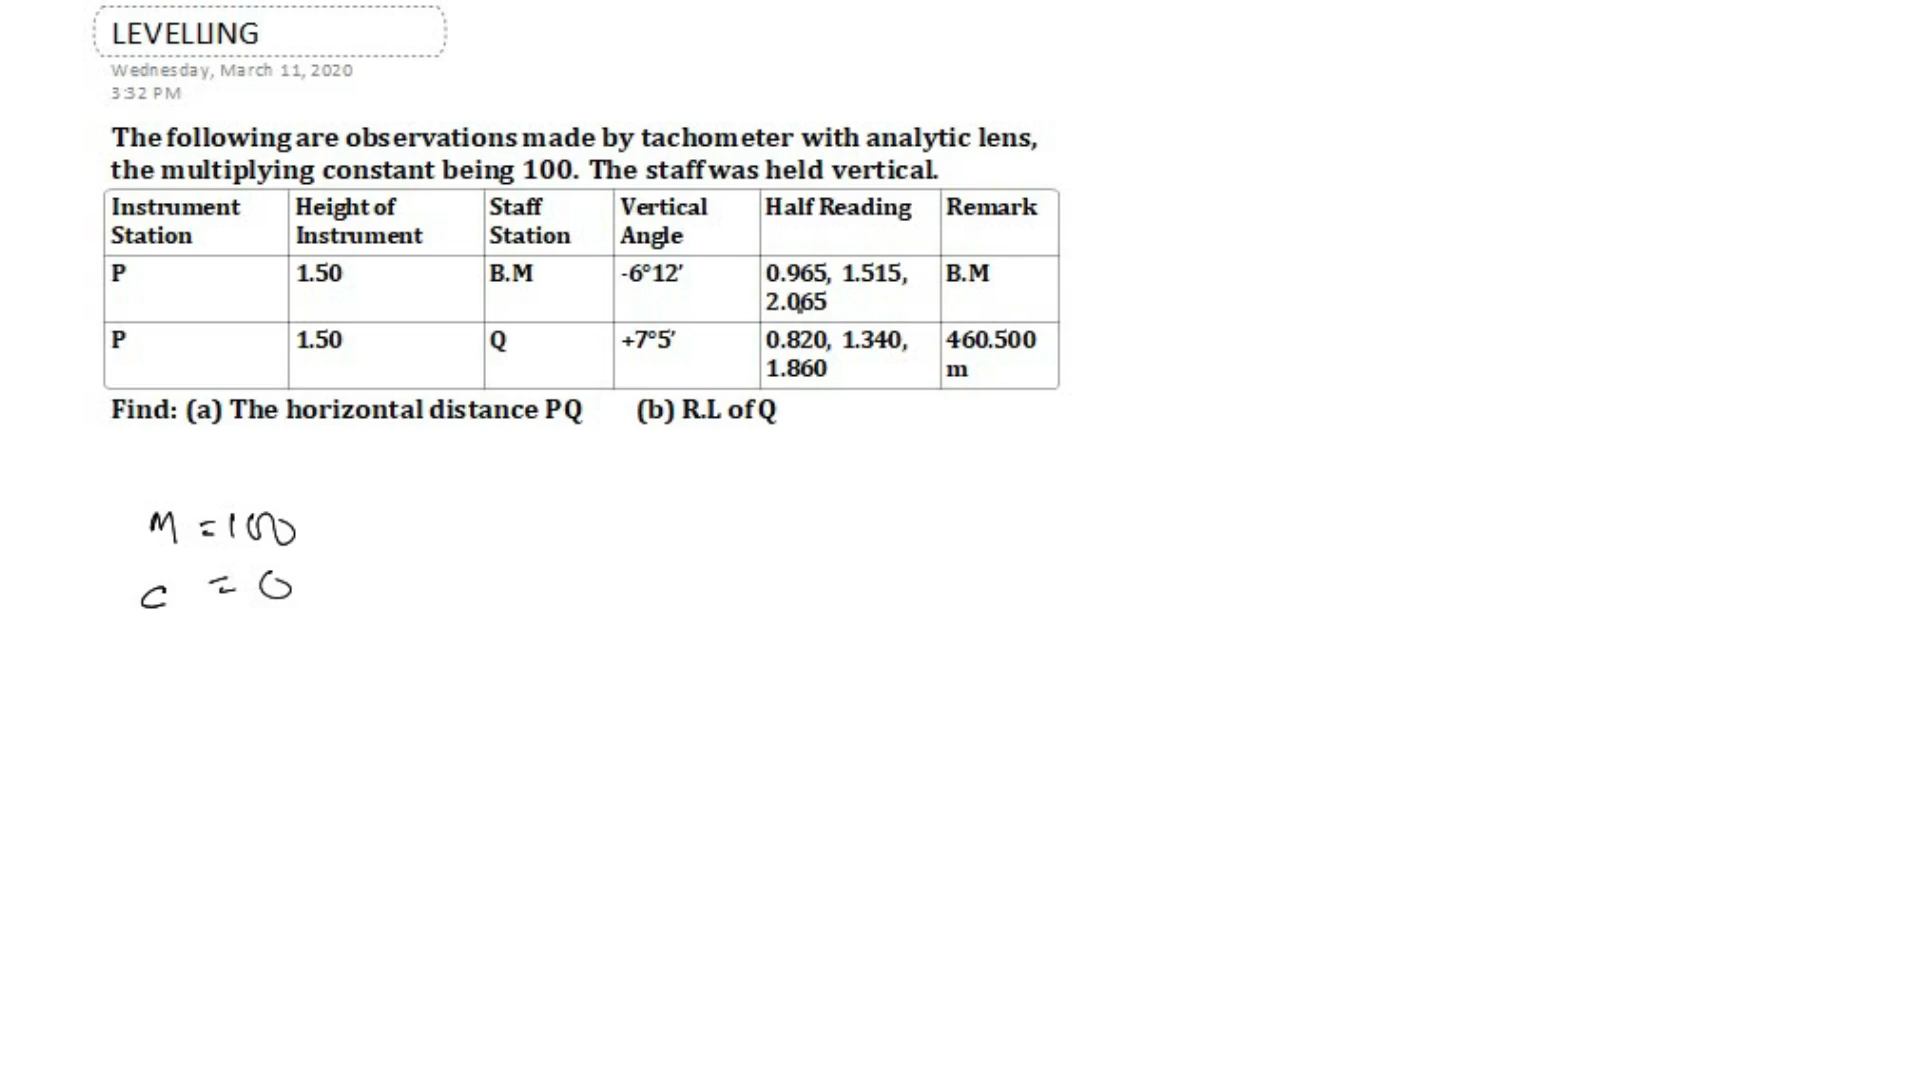 LEVELLING
Wednesday, March 11, 2020
3:32 PM
The following are observations made by tachometer with analytic lens,
the multiplying constant being 100. The staff was held vertical.
Instrument Station Height of Instrument Staff Station Vertical Angle Half Reading Remark
P 1.50 B.M -6°12′ 0.965, 1.515, 2.065 B.M
P 1.50 Q +7°5′ 0.820, 1.340, 1.860 460.500 m
Find: (a) The horizontal distance PQ (b) R.L of Q
M = 100
C = 0